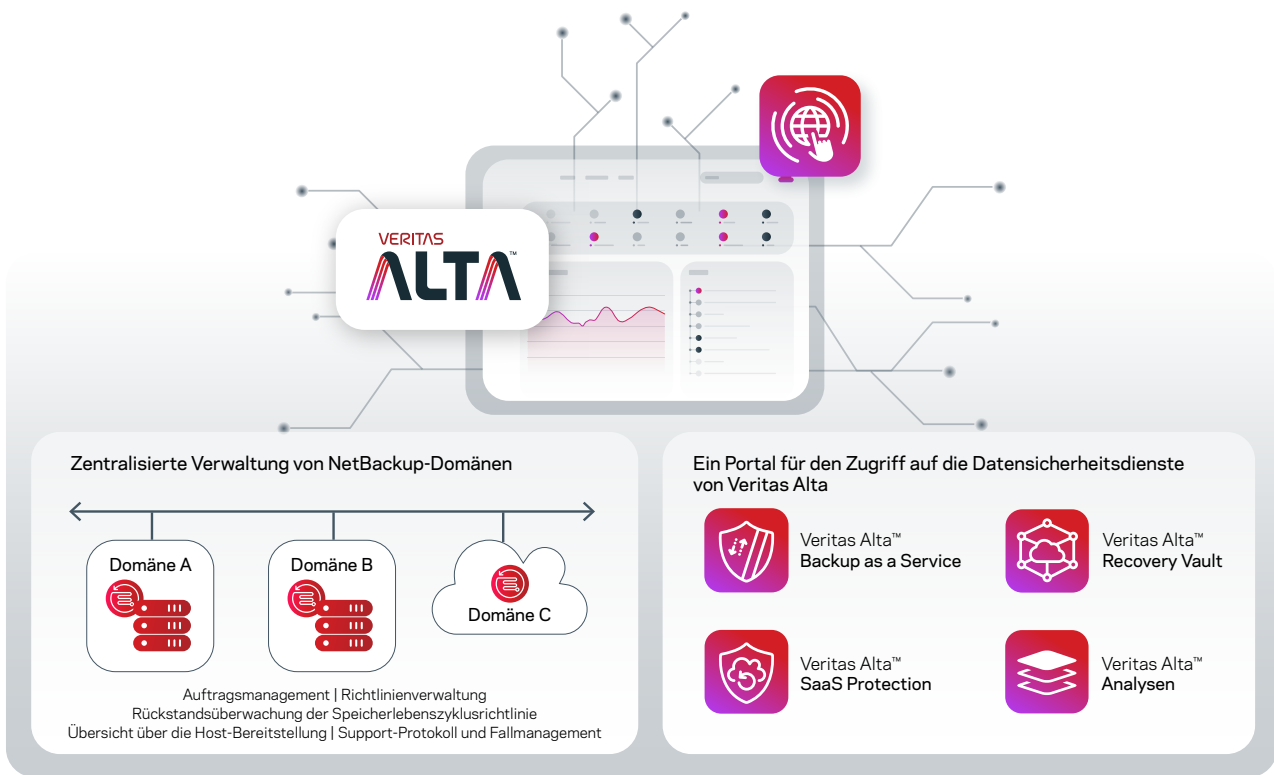 VERITAS
ALTA™
Zentralisierte Verwaltung von NetBackup-Domänen
Domäne A
Domäne B
Domäne C
Auftragsmanagement | Richtlinienverwaltung
Rückstandsüberwachung der Speicherlebenszyklusrichtlinie
Übersicht über die Host-Bereitstellung | Support-Protokoll und Fallmanagement
Ein Portal für den Zugriff auf die Datensicherheitsdienste
von Veritas Alta
Veritas Alta™
Backup as a Service
Veritas Alta™
Recovery Vault
Veritas Alta™
SaaS Protection
Veritas Alta™
Analysen